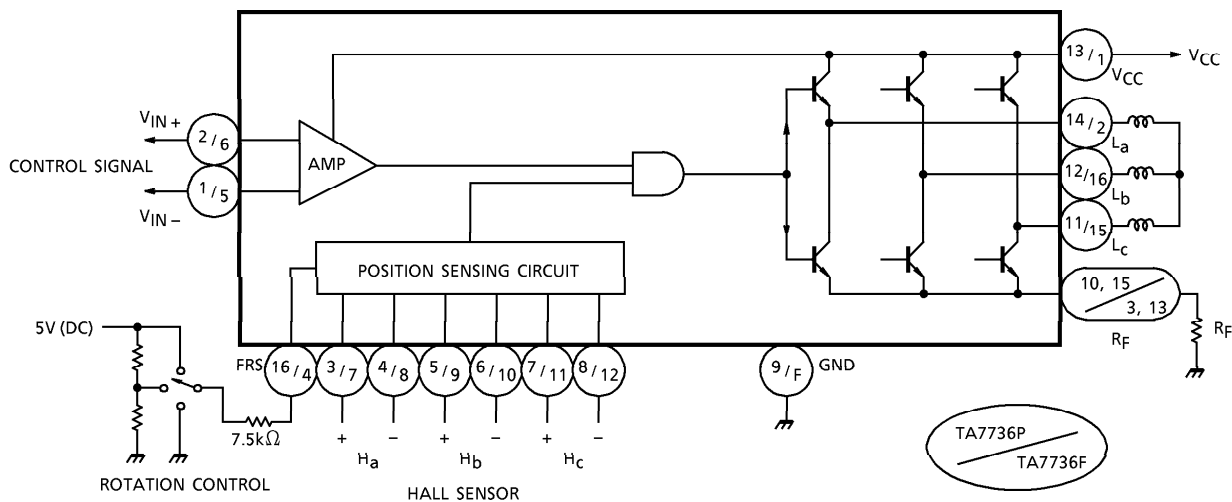 13/1
VCC
VCC
VIN+
2/6
CONTROL SIGNAL
1/5
VIN−
AMP
14/2
La
12/16
Lb
11/15
Lc
POSITION SENSING CIRCUIT
10, 15
3, 13
RF
RF
5V (DC)
FRS
16/4
3/7
4/8
5/9
6/10
7/11
8/12
9/F
GND
7.5kΩ
+ − + − + −
Ha Hb Hc
ROTATION CONTROL
HALL SENSOR
TA7736P
TA7736F